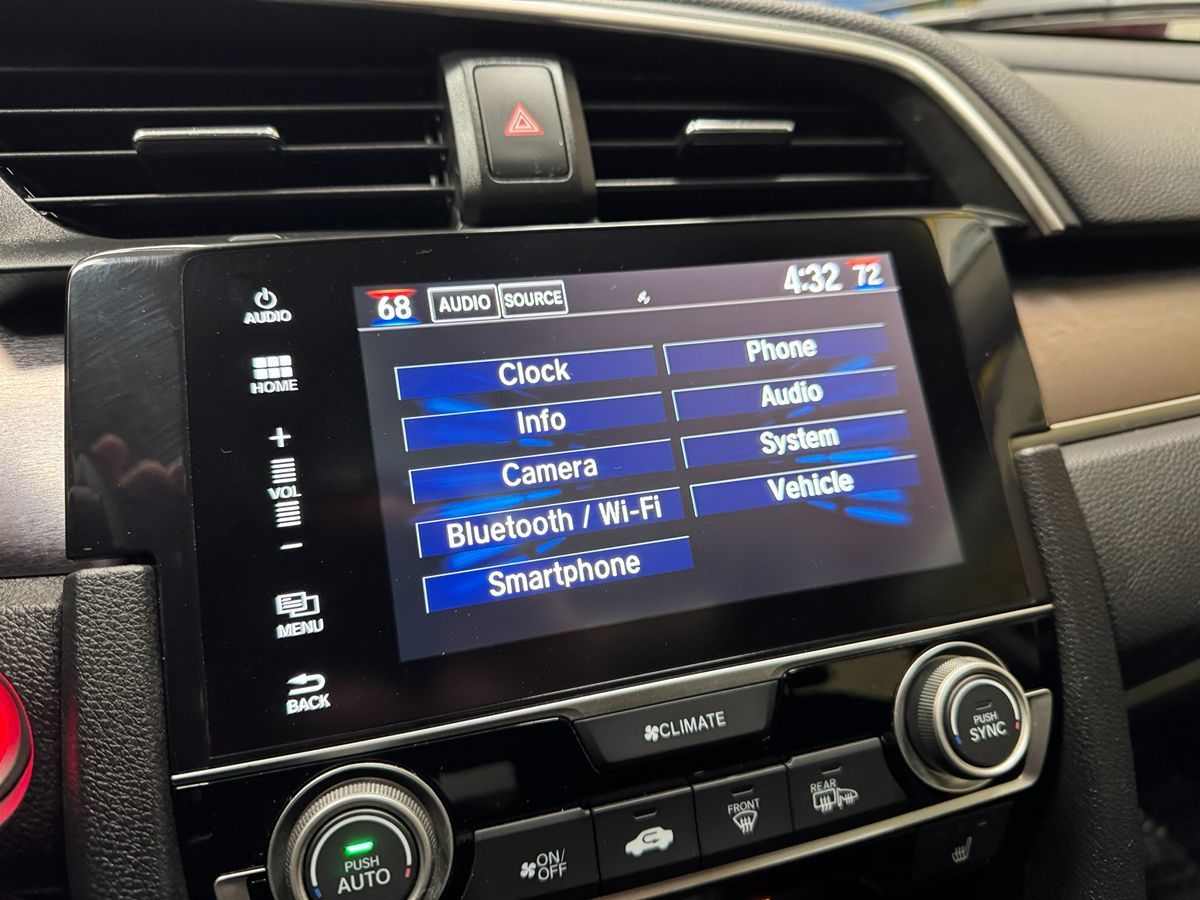 AUDIO
HOME
+
VOL
−
MENU
BACK
68 AUDIO SOURCE 4:32 72
Clock
Phone
Info
Audio
Camera
System
Bluetooth / Wi-Fi
Vehicle
Smartphone
CLIMATE
PUSH
SYNC
PUSH
AUTO
ON/
OFF
FRONT
REAR